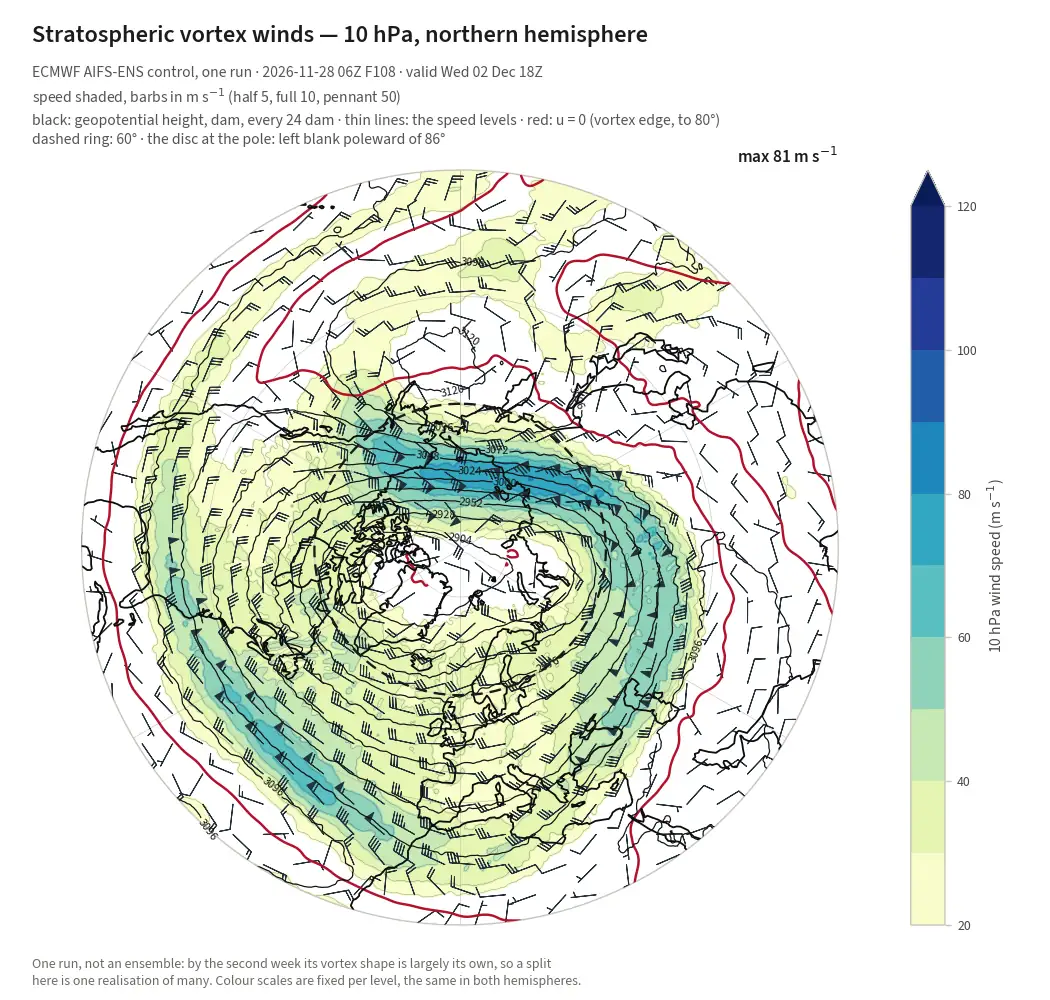 Stratospheric vortex winds — 10 hPa, northern hemisphere
ECMWF AIFS-ENS control, one run · 2026-11-28 06Z F108 · valid Wed 02 Dec 18Z
speed shaded, barbs in m s⁻¹ (half 5, full 10, pennant 50)
black: geopotential height, dam, every 24 dam · thin lines: the speed levels · red: u = 0 (vortex edge, to 80°)
dashed ring: 60° · the disc at the pole: left blank poleward of 86°
max 81 m s⁻¹
120
100
80
60
40
20
10 hPa wind speed (m s⁻¹)
3120
3120
3072
3024
2952
2928
2904
3096
3096
3096
One run, not an ensemble: by the second week its vortex shape is largely its own, so a split
here is one realisation of many. Colour scales are fixed per level, the same in both hemispheres.